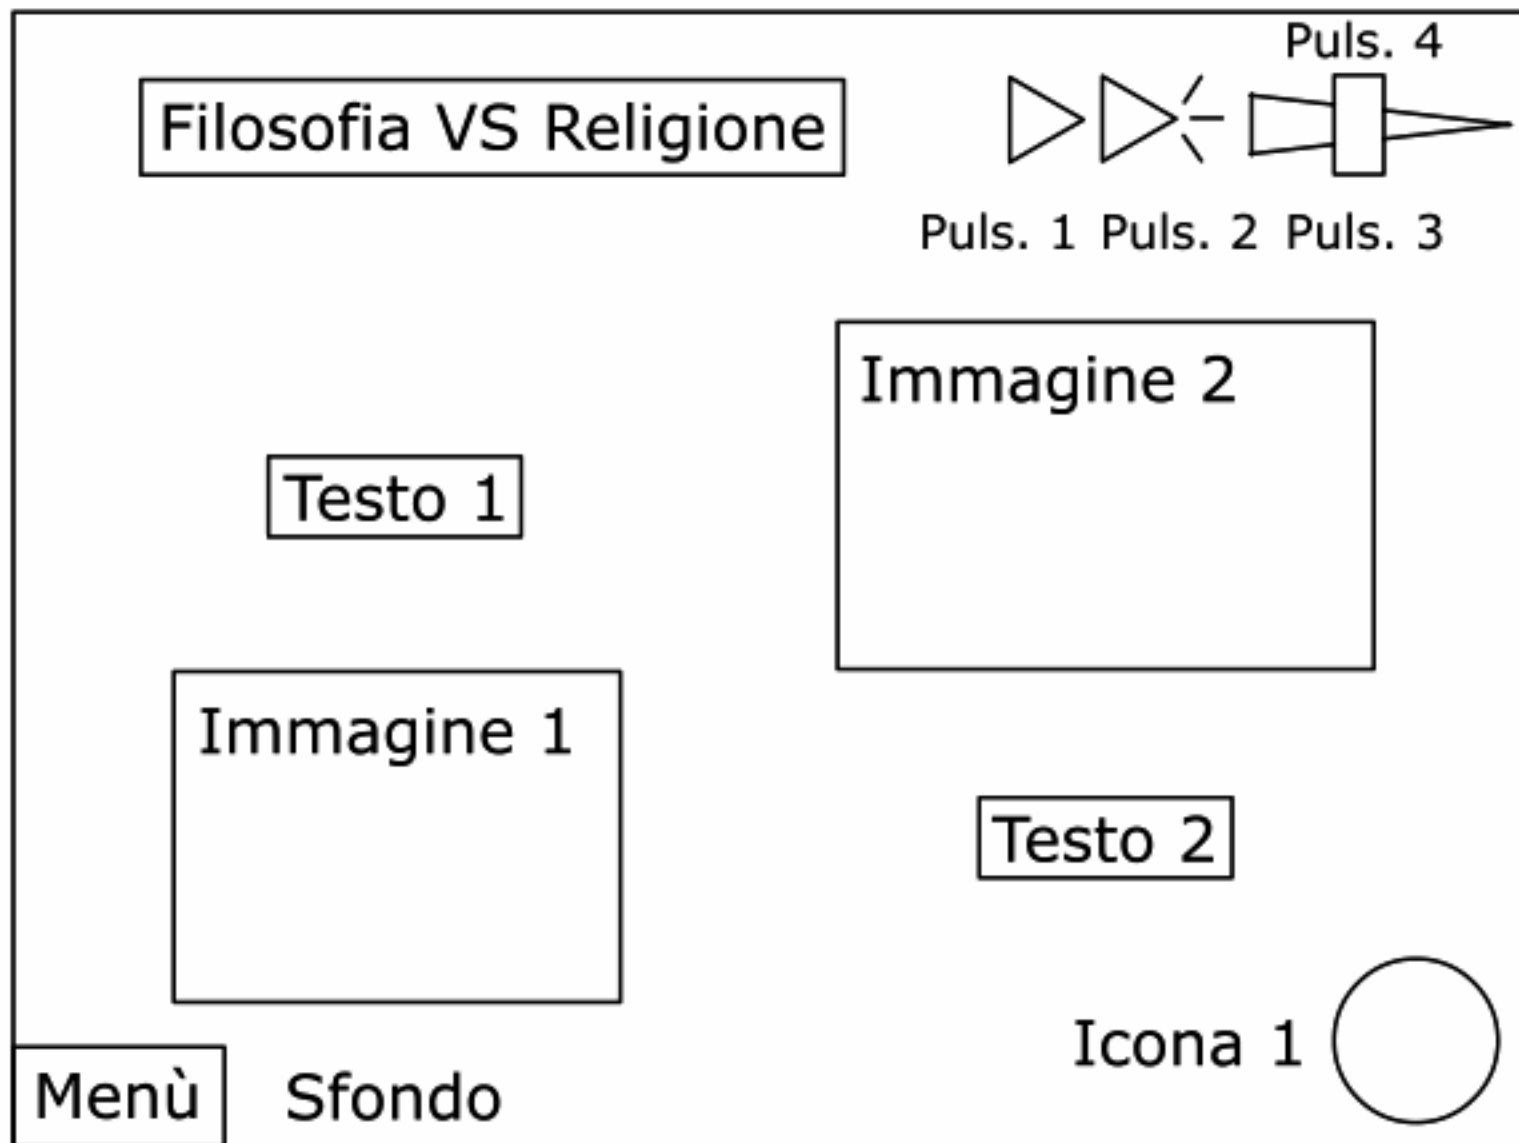 Puls. 4
Filosofia VS Religione
Puls. 1 Puls. 2 Puls. 3
Immagine 2
Testo 1
Immagine 1
Testo 2
Icona 1
Menù Sfondo